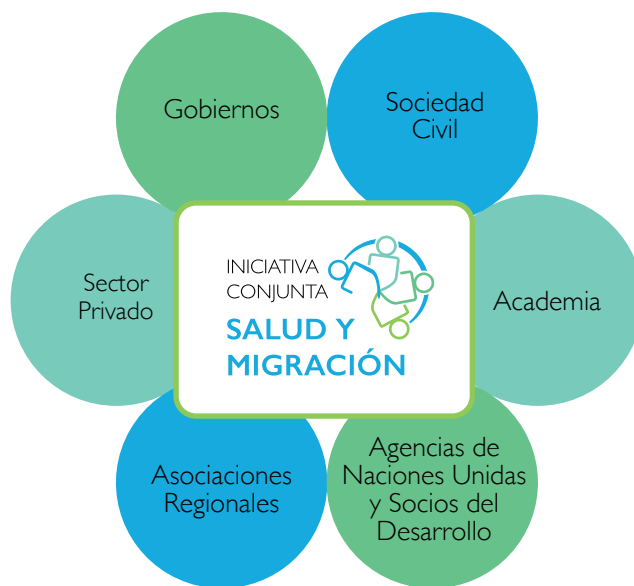 Gobiernos
Sociedad
Civil
Sector
Privado
INICIATIVA
CONJUNTA
SALUD Y
MIGRACIÓN
Academia
Asociaciones
Regionales
Agencias de
Naciones Unidas
y Socios del
Desarrollo